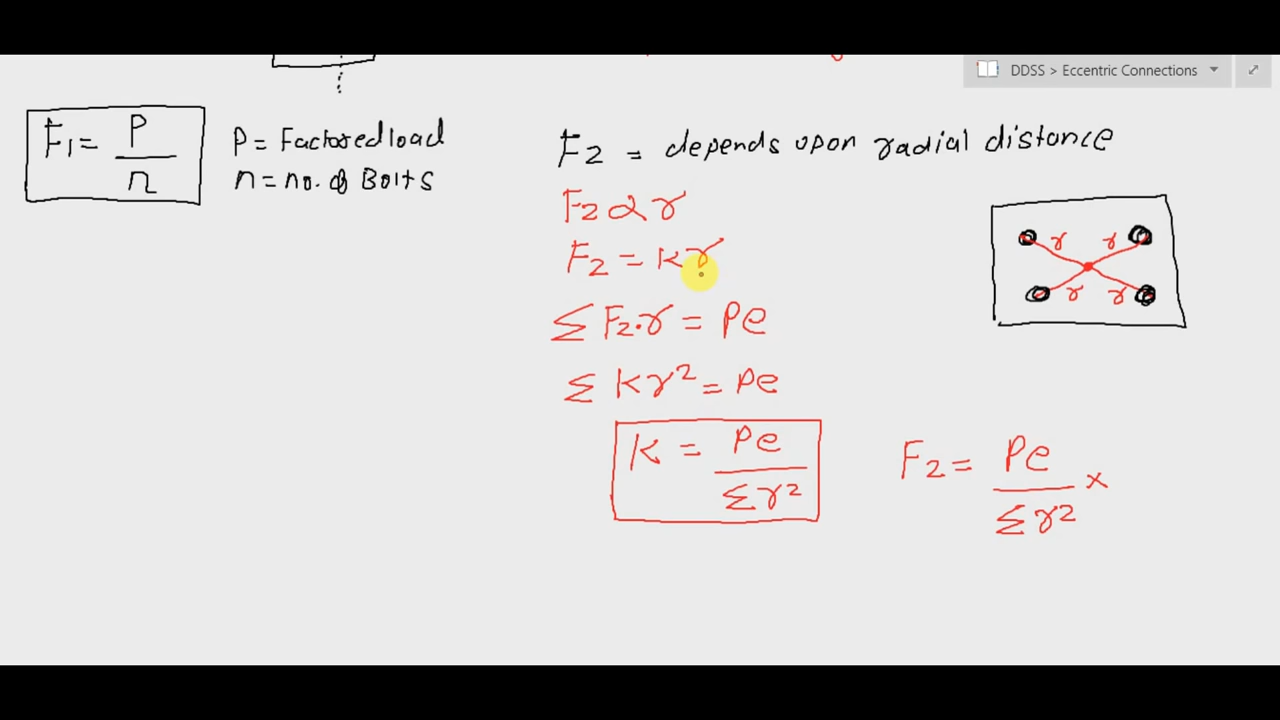 DDSS > Eccentric Connections
F1 = P/n
P = Factored load
n = no. of Bolts
F2 = depends upon radial distance
F2 ∝ r
F2 = kr
Σ F2.r = Pe
Σ Kr² = Pe
K = Pe/Σr²
F2 = Pe/Σr² ×
r r
r r